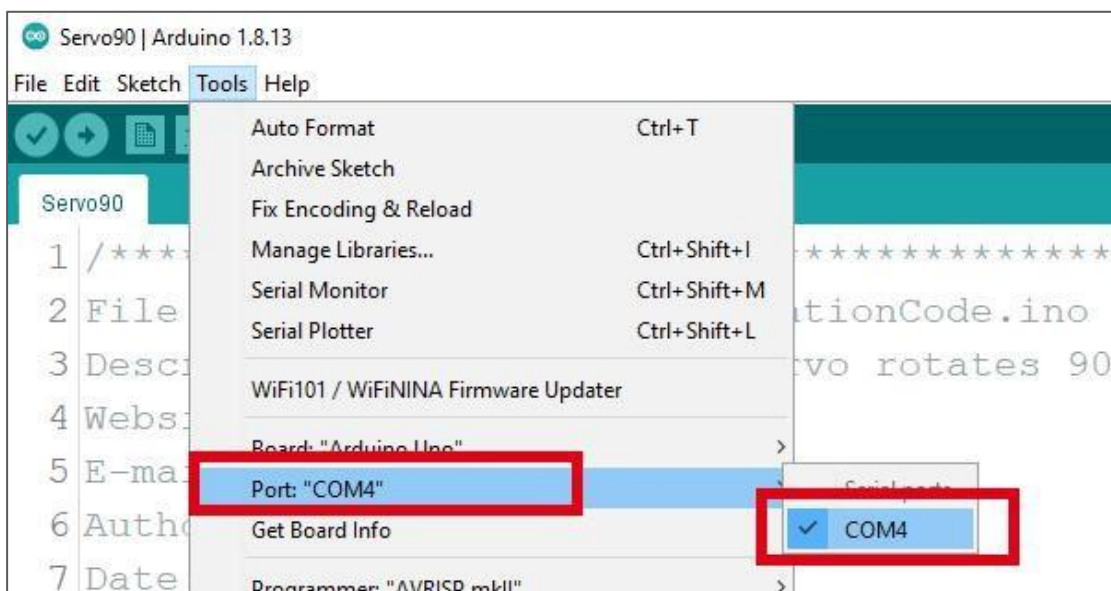 Servo90 | Arduino 1.8.13
File Edit Sketch Tools Help
Auto Format Ctrl+T
Archive Sketch
Servo90
Fix Encoding & Reload
1 /**** Manage Libraries... Ctrl+Shift+I *************
Serial Monitor Ctrl+Shift+M
2 File tionCode.ino
Serial Plotter Ctrl+Shift+L
3 Descr vo rotates 90
WiFi101 / WiFiNINA Firmware Updater
4 Websi
Board: "Arduino Uno"
5 E-mai
Port: "COM4" Serial ports
6 Autho Get Board Info COM4
7 Date Programmer: "AVRISP mkII"